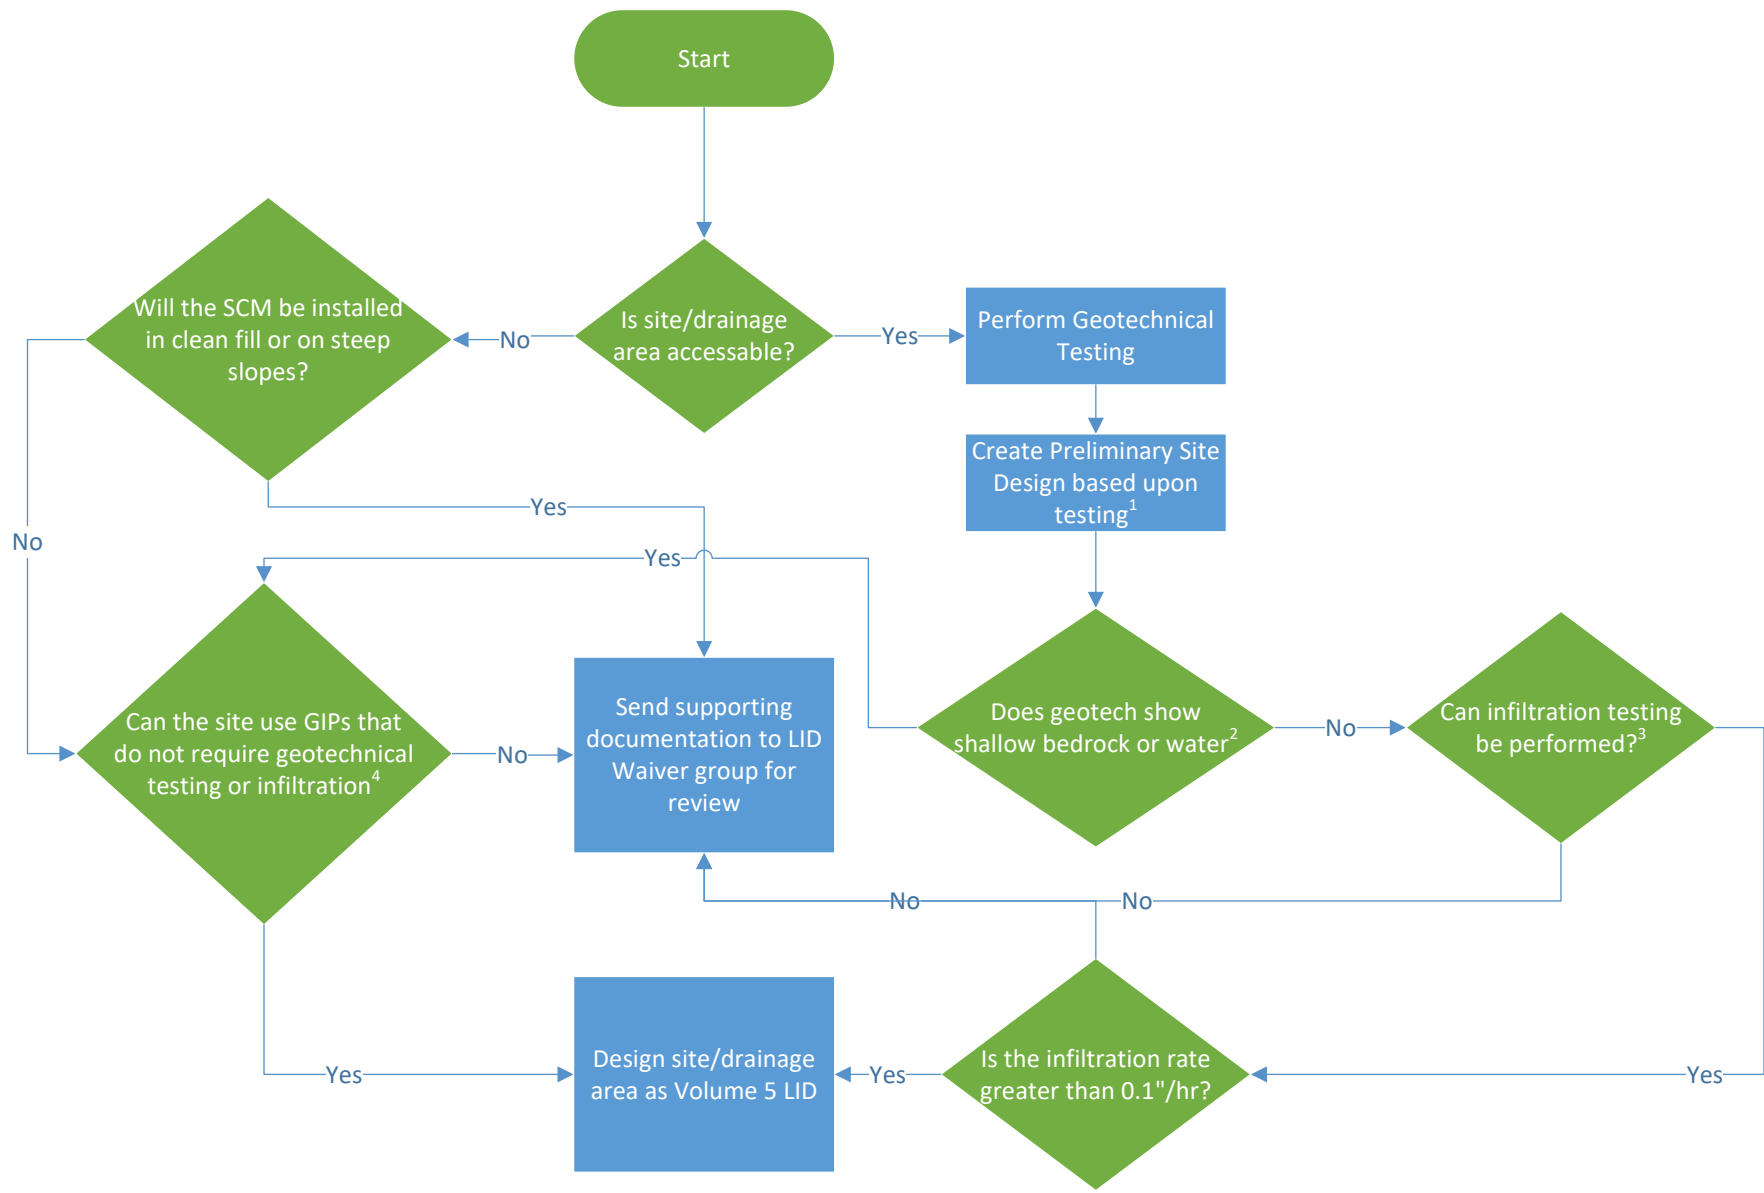 Start
Will the SCM be installed
in clean fill or on steep
slopes?
No
Is site/drainage
area accessable?
Yes
Perform Geotechnical
Testing
Create Preliminary Site
Design based upon
testing1
Yes
No
Yes
Can the site use GIPs that
do not require geotechnical
testing or infiltration4
No
Send supporting
documentation to LID
Waiver group for
review
Does geotech show
shallow bedrock or water2
No
Can infiltration testing
be performed?3
No
No
Yes
Design site/drainage
area as Volume 5 LID
Yes
Is the infiltration rate
greater than 0.1"/hr?
Yes